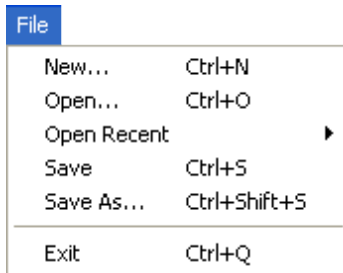 File
New... Ctrl+N
Open... Ctrl+O
Open Recent
Save Ctrl+S
Save As... Ctrl+Shift+S
Exit Ctrl+Q